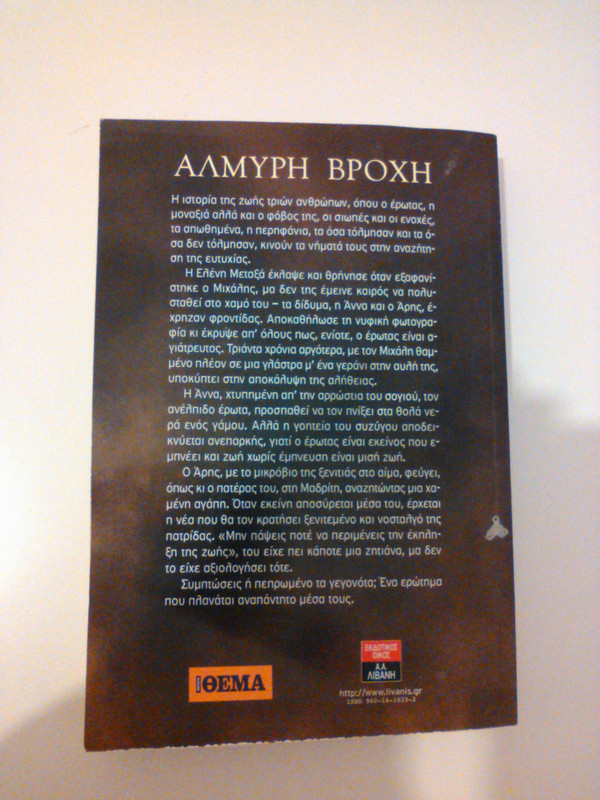 ΑΛΜΥΡΗ ΒΡΟΧΗ
Η ιστορία της ζωής τριών ανθρώπων, όπου ο έρωτας, η
μοναξιά αλλά και ο φόβος της, οι σιωπές και οι ενοχές,
τα απωθημένα, η περηφάνια, τα όσα τόλμησαν και τα ό-
σα δεν τόλμησαν, κινούν τα νήματά τους στην αναζήτη-
ση της ευτυχίας.
Η Ελένη Μεταξά έκλαψε και θρήνησε όταν εξαφανί-
στηκε ο Μιχάλης, μα δεν της έμεινε καιρός να πολυ-
σταθεί στο χαμό του – τα δίδυμα, η Άννα και ο Άρης, έ-
χρηζαν φροντίδας. Αποκαθήλωσε τη νυφική φωτογρα-
φία κι έκρυψε απ' όλους πως, ενίοτε, ο έρωτας είναι α-
γιάτρευτος. Τριάντα χρόνια αργότερα, με τον Μιχάλη θαμ-
μένο πλέον σε μια γλάστρα μ' ένα γεράνι στην αυλή της,
υποκύπτει στην αποκάλυψη της αλήθειας.
Η Άννα, χτυπημένη απ' την αρρώστια του σογιού, τον
ανέλπιδο έρωτα, προσπαθεί να τον πνίξει στα θολά νε-
ρά ενός γάμου. Αλλά η γοητεία του συζύγου αποδει-
κνύεται ανεπαρκής, γιατί ο έρωτας είναι εκείνος που ε-
μπνέει και ζωή χωρίς έμπνευση είναι μισή ζωή.
Ο Άρης, με το μικρόβιο της ξενιτιάς στο αίμα, φεύγει,
όπως κι ο πατέρας του, στη Μαδρίτη, αναζητώντας μια χα-
μένη αγάπη. Όταν εκείνη αποσύρεται μέσα του, έρχεται
η νέα που θα τον κρατήσει ξενιτεμένο και νοσταλγό της
πατρίδας. «Μην πάψεις ποτέ να περιμένεις την έκπλη-
ξη της ζωής», του είχε πει κάποτε μια ζητιάνα, μα δεν
το είχε αξιολογήσει τότε.
Συμπτώσεις ή πεπρωμένο τα γεγονότα; Ένα ερώτημα
που πλανάται αναπάντητο μέσα τους.
ΘΕΜΑ
ΕΚΔΟΤΙΚΟΣ
ΟΙΚΟΣ
Α.Α.
ΛΙΒΑΝΗ
http://www.livanis.gr